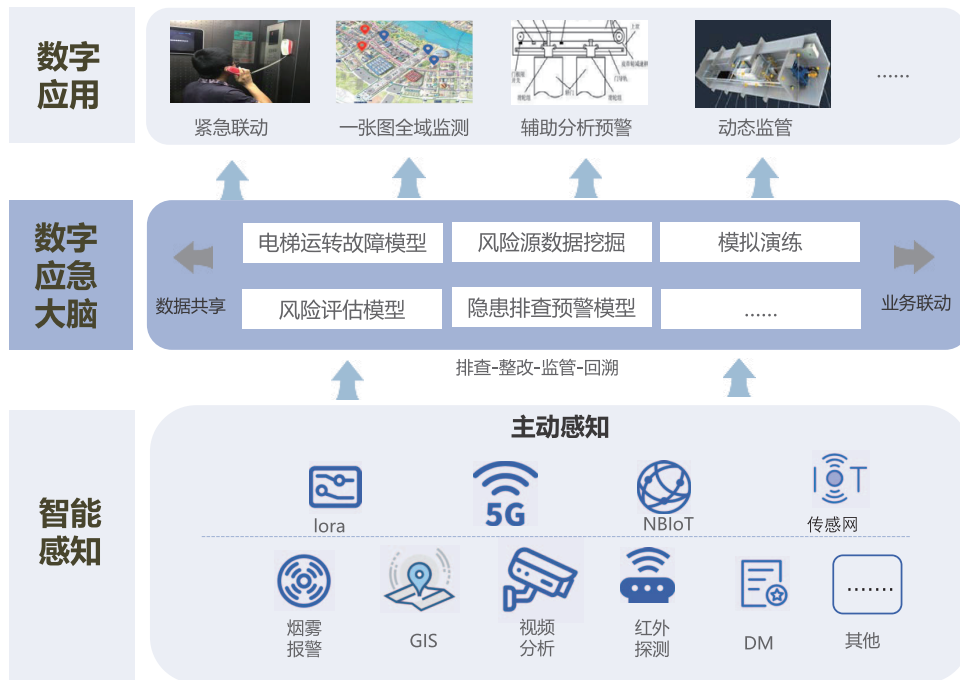 数字
应用
紧急联动
一张图全域监测
辅助分析预警
动态监管
......
数字
应急
大脑
数据共享
电梯运转故障模型
风险源数据挖掘
模拟演练
风险评估模型
隐患排查预警模型
......
业务联动
排查-整改-监管-回溯
智能
感知
主动感知
lora
5G
NBIoT
IOT
传感网
烟雾
报警
GIS
视频
分析
红外
探测
DM
.......
其他